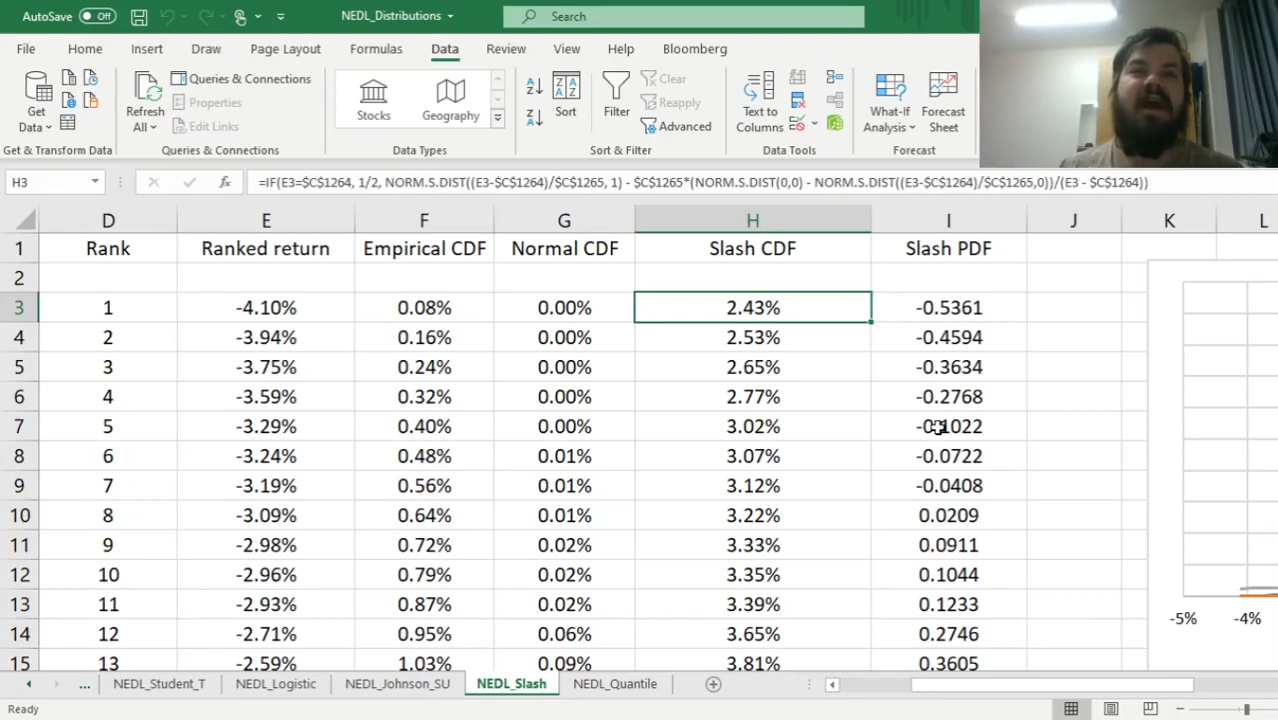 AutoSave Off NEDL_Distributions Search
File Home Insert Draw Page Layout Formulas Data Review View Help Bloomberg
Get Data Refresh All Queries & Connections Properties Edit Links Stocks Geography Sort Filter Clear Reapply Advanced Text to Columns What-If Analysis Forecast Sheet
Get & Transform Data Queries & Connections Data Types Sort & Filter Data Tools Forecast
H3 fx =IF(E3=$C$1264, 1/2, NORM.S.DIST((E3-$C$1264)/$C$1265, 1) - $C$1265*(NORM.S.DIST(0,0) - NORM.S.DIST((E3-$C$1264)/$C$1265,0))/(E3 - $C$1264))
D E F G H I J K L
1 Rank Ranked return Empirical CDF Normal CDF Slash CDF Slash PDF
2
3 1 -4.10% 0.08% 0.00% 2.43% -0.5361
4 2 -3.94% 0.16% 0.00% 2.53% -0.4594
5 3 -3.75% 0.24% 0.00% 2.65% -0.3634
6 4 -3.59% 0.32% 0.00% 2.77% -0.2768
7 5 -3.29% 0.40% 0.00% 3.02% -0.1022
8 6 -3.24% 0.48% 0.01% 3.07% -0.0722
9 7 -3.19% 0.56% 0.01% 3.12% -0.0408
10 8 -3.09% 0.64% 0.01% 3.22% 0.0209
11 9 -2.98% 0.72% 0.02% 3.33% 0.0911
12 10 -2.96% 0.79% 0.02% 3.35% 0.1044
13 11 -2.93% 0.87% 0.02% 3.39% 0.1233
14 12 -2.71% 0.95% 0.06% 3.65% 0.2746
15 13 -2.59% 1.03% 0.09% 3.81% 0.3605
-5% -4%
... NEDL_Student_T NEDL_Logistic NEDL_Johnson_SU NEDL_Slash NEDL_Quantile
Ready